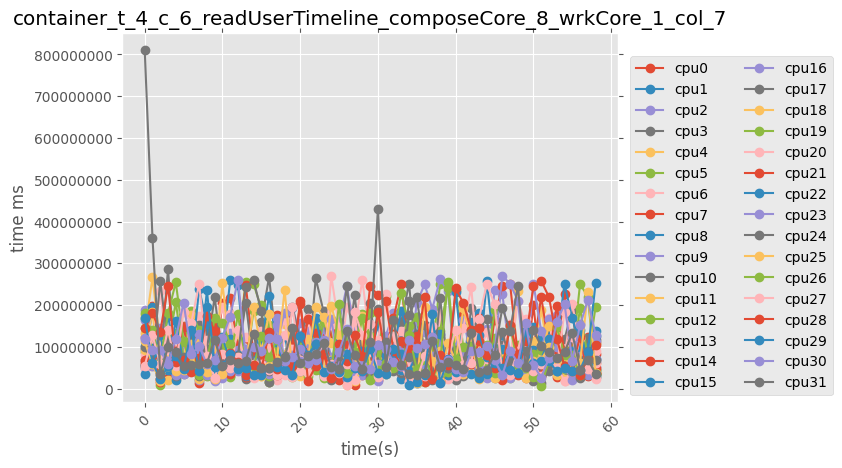 container_t_4_c_6_readUserTimeline_composeCore_8_wrkCore_1_col_7
time ms
800000000
700000000
600000000
500000000
400000000
300000000
200000000
100000000
0
0
10
20
30
40
50
60
time(s)
cpu0
cpu1
cpu2
cpu3
cpu4
cpu5
cpu6
cpu7
cpu8
cpu9
cpu10
cpu11
cpu12
cpu13
cpu14
cpu15
cpu16
cpu17
cpu18
cpu19
cpu20
cpu21
cpu22
cpu23
cpu24
cpu25
cpu26
cpu27
cpu28
cpu29
cpu30
cpu31